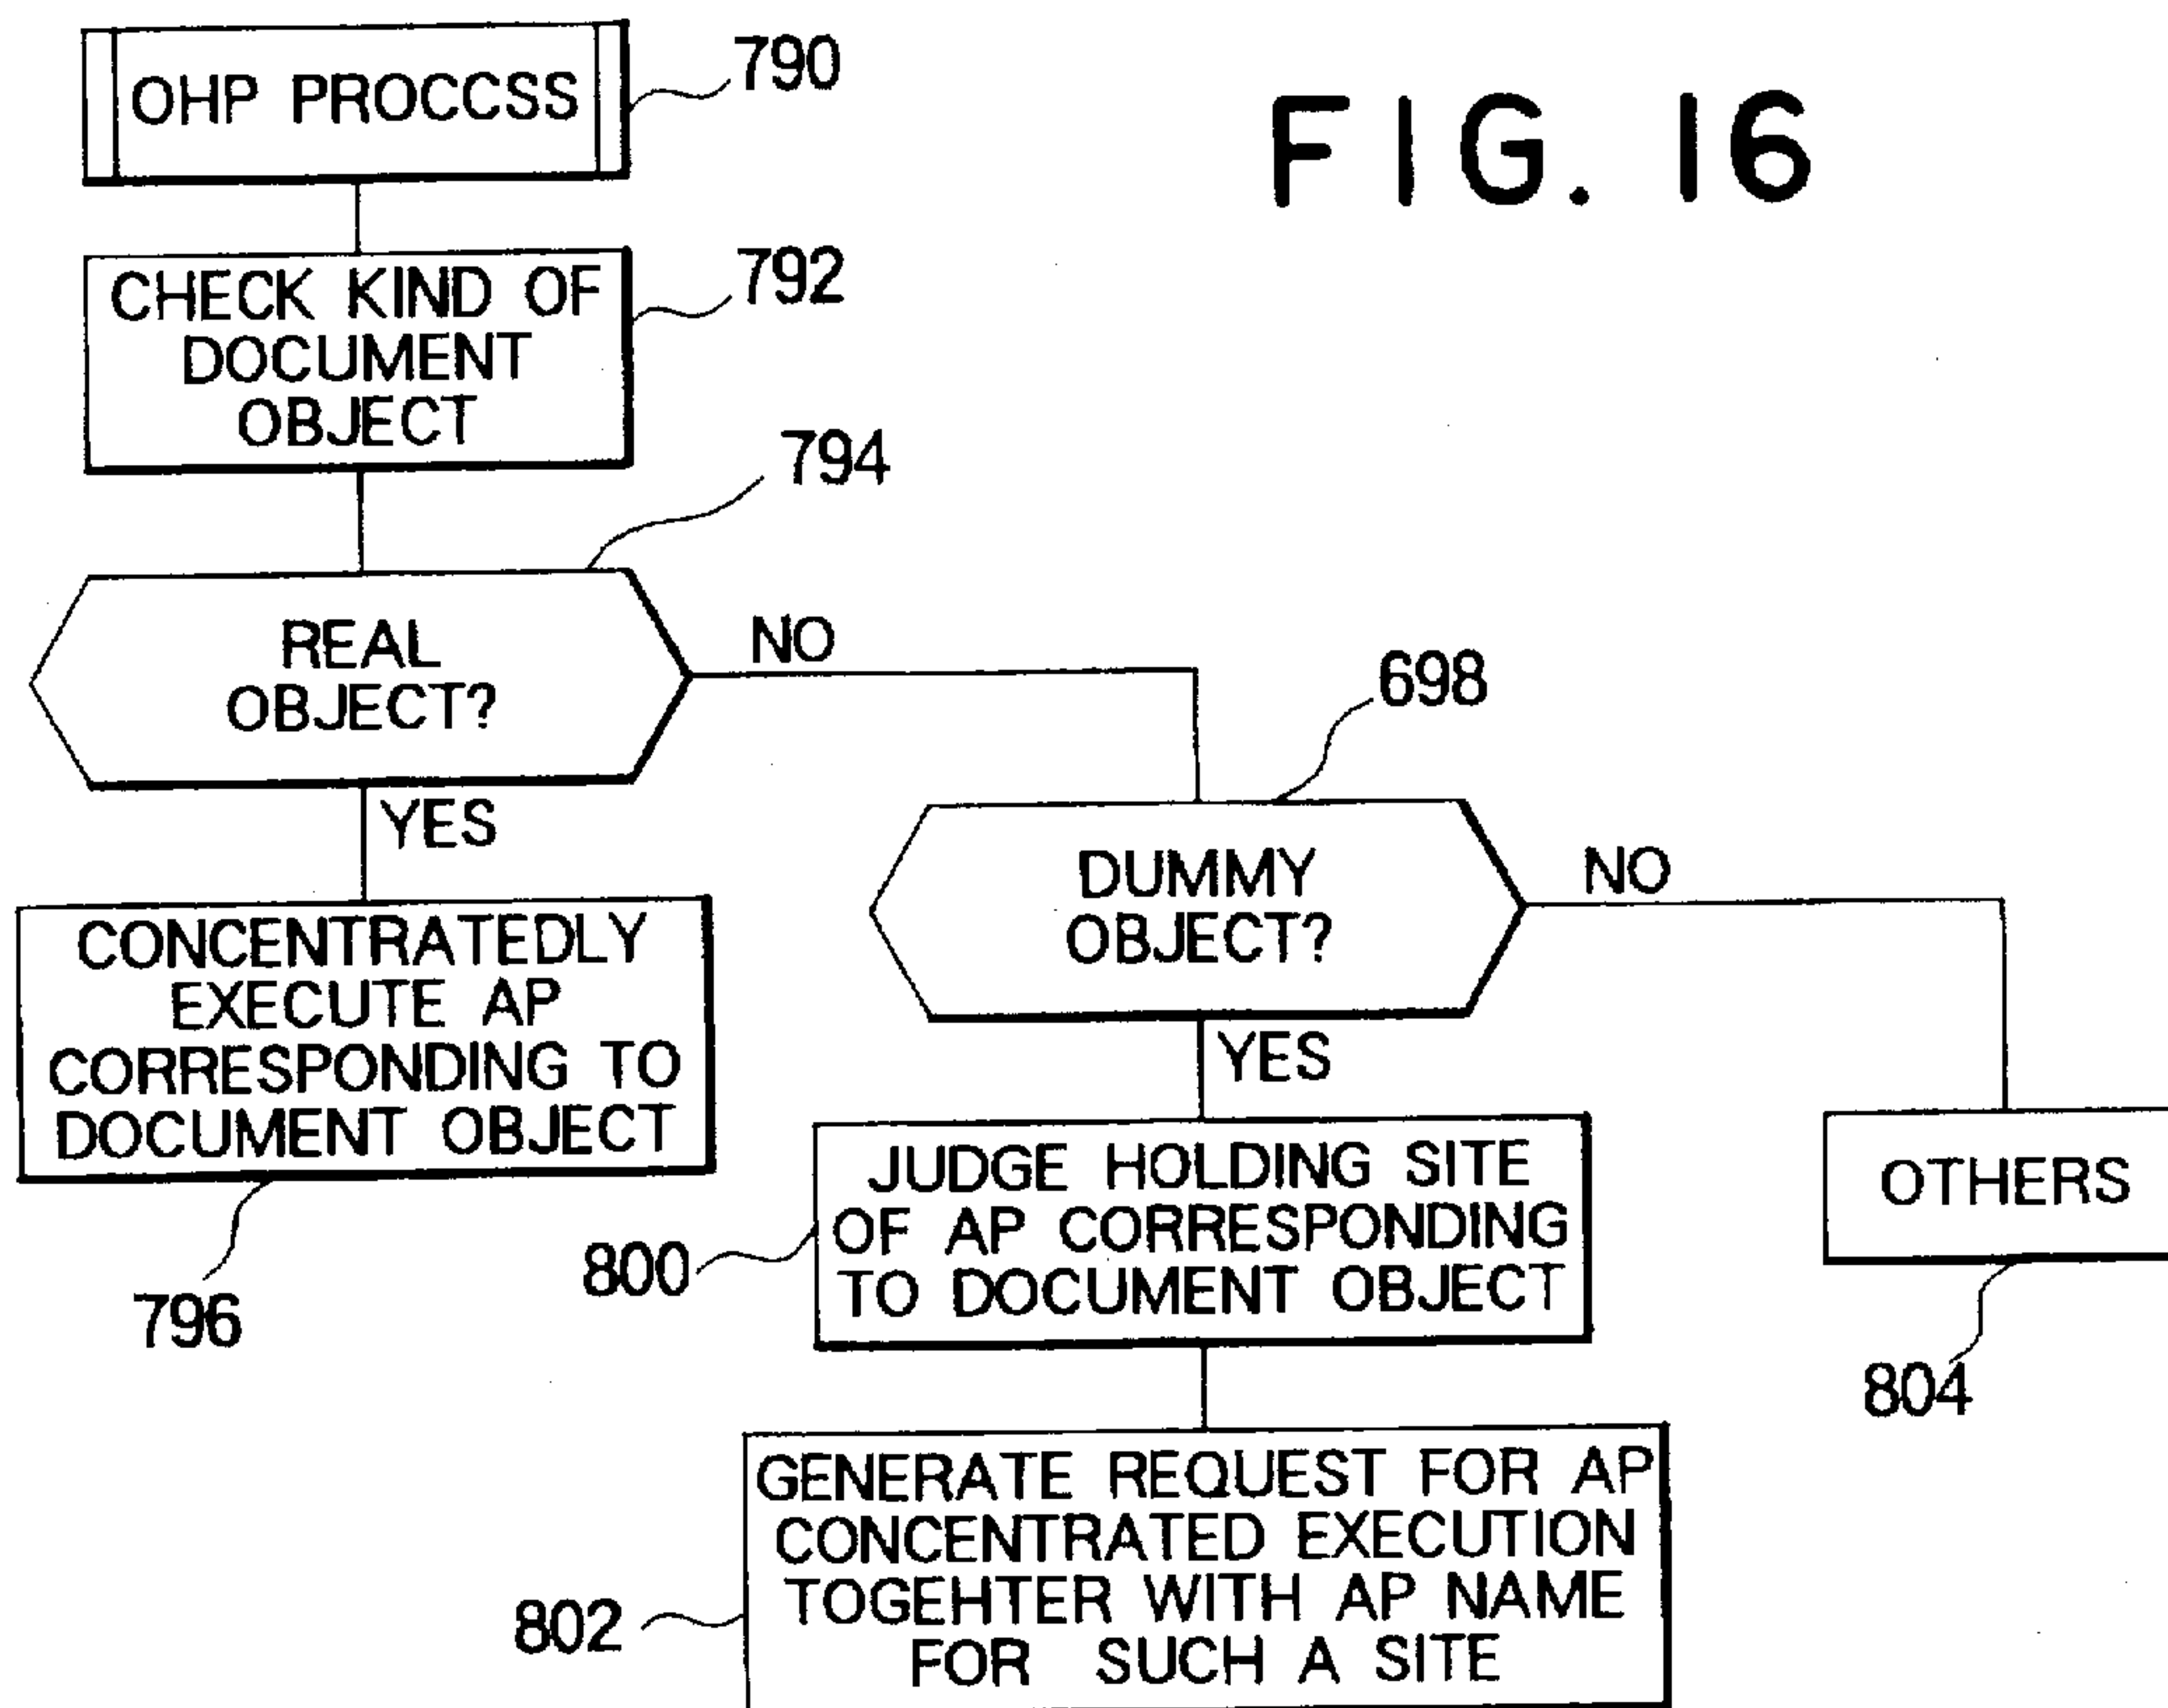 OHP PROCCSS
790
FIG. 16
CHECK KIND OF
DOCUMENT
OBJECT
792
794
REAL
OBJECT?
NO
698
YES
DUMMY
OBJECT?
NO
CONCENTRATEDLY
EXECUTE AP
CORRESPONDING TO
DOCUMENT OBJECT
796
YES
JUDGE HOLDING SITE
OF AP CORRESPONDING
TO DOCUMENT OBJECT
800
OTHERS
804
GENERATE REQUEST FOR AP
CONCENTRATED EXECUTION
TOGEHTER WITH AP NAME
FOR SUCH A SITE
802